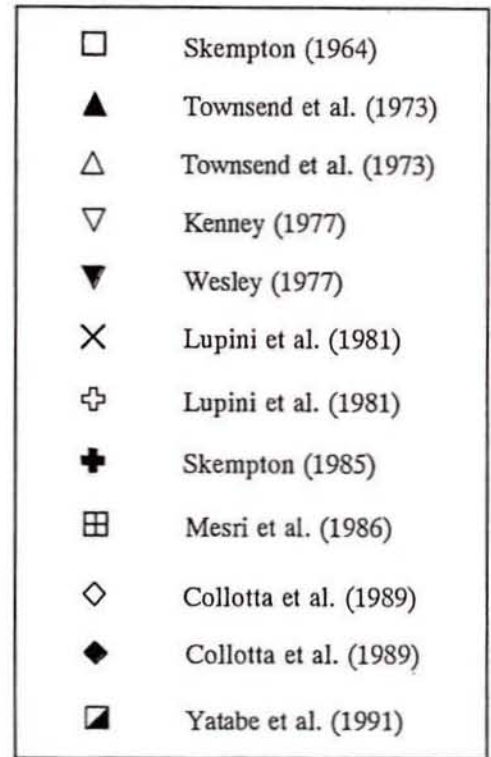 Skempton (1964)
Townsend et al. (1973)
Townsend et al. (1973)
Kenney (1977)
Wesley (1977)
Lupini et al. (1981)
Lupini et al. (1981)
Skempton (1985)
Mesri et al. (1986)
Collotta et al. (1989)
Collotta et al. (1989)
Yatabe et al. (1991)